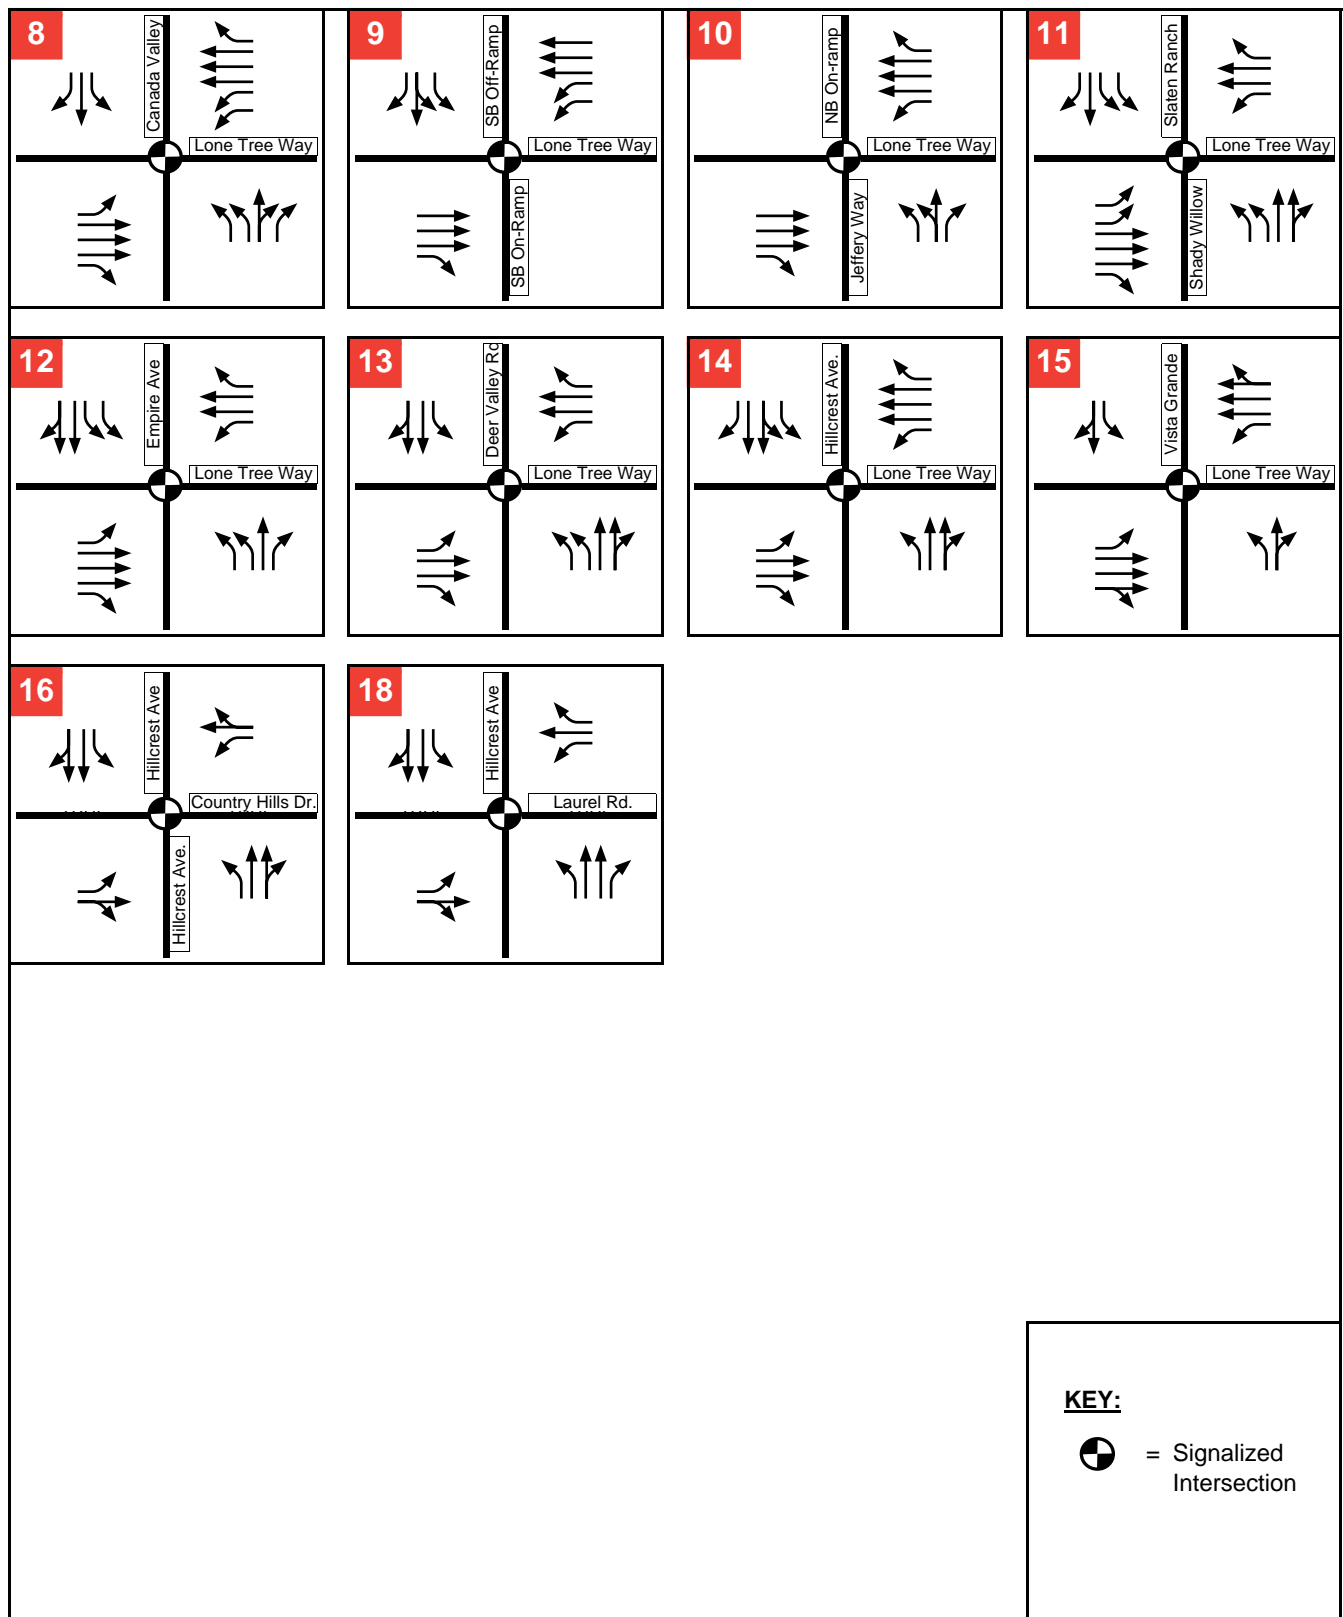 8
Canada Valley
Lone Tree Way
9
SB Off-Ramp
Lone Tree Way
SB On-Ramp
10
NB On-ramp
Lone Tree Way
Jeffery Way
11
Slaten Ranch
Lone Tree Way
Shady Willow
12
Empire Ave
Lone Tree Way
13
Deer Valley Rd
Lone Tree Way
14
Hillcrest Ave.
Lone Tree Way
15
Vista Grande
Lone Tree Way
16
Hillcrest Ave
Country Hills Dr.
Hillcrest Ave.
18
Hillcrest Ave
Laurel Rd.
KEY:
= Signalized
Intersection